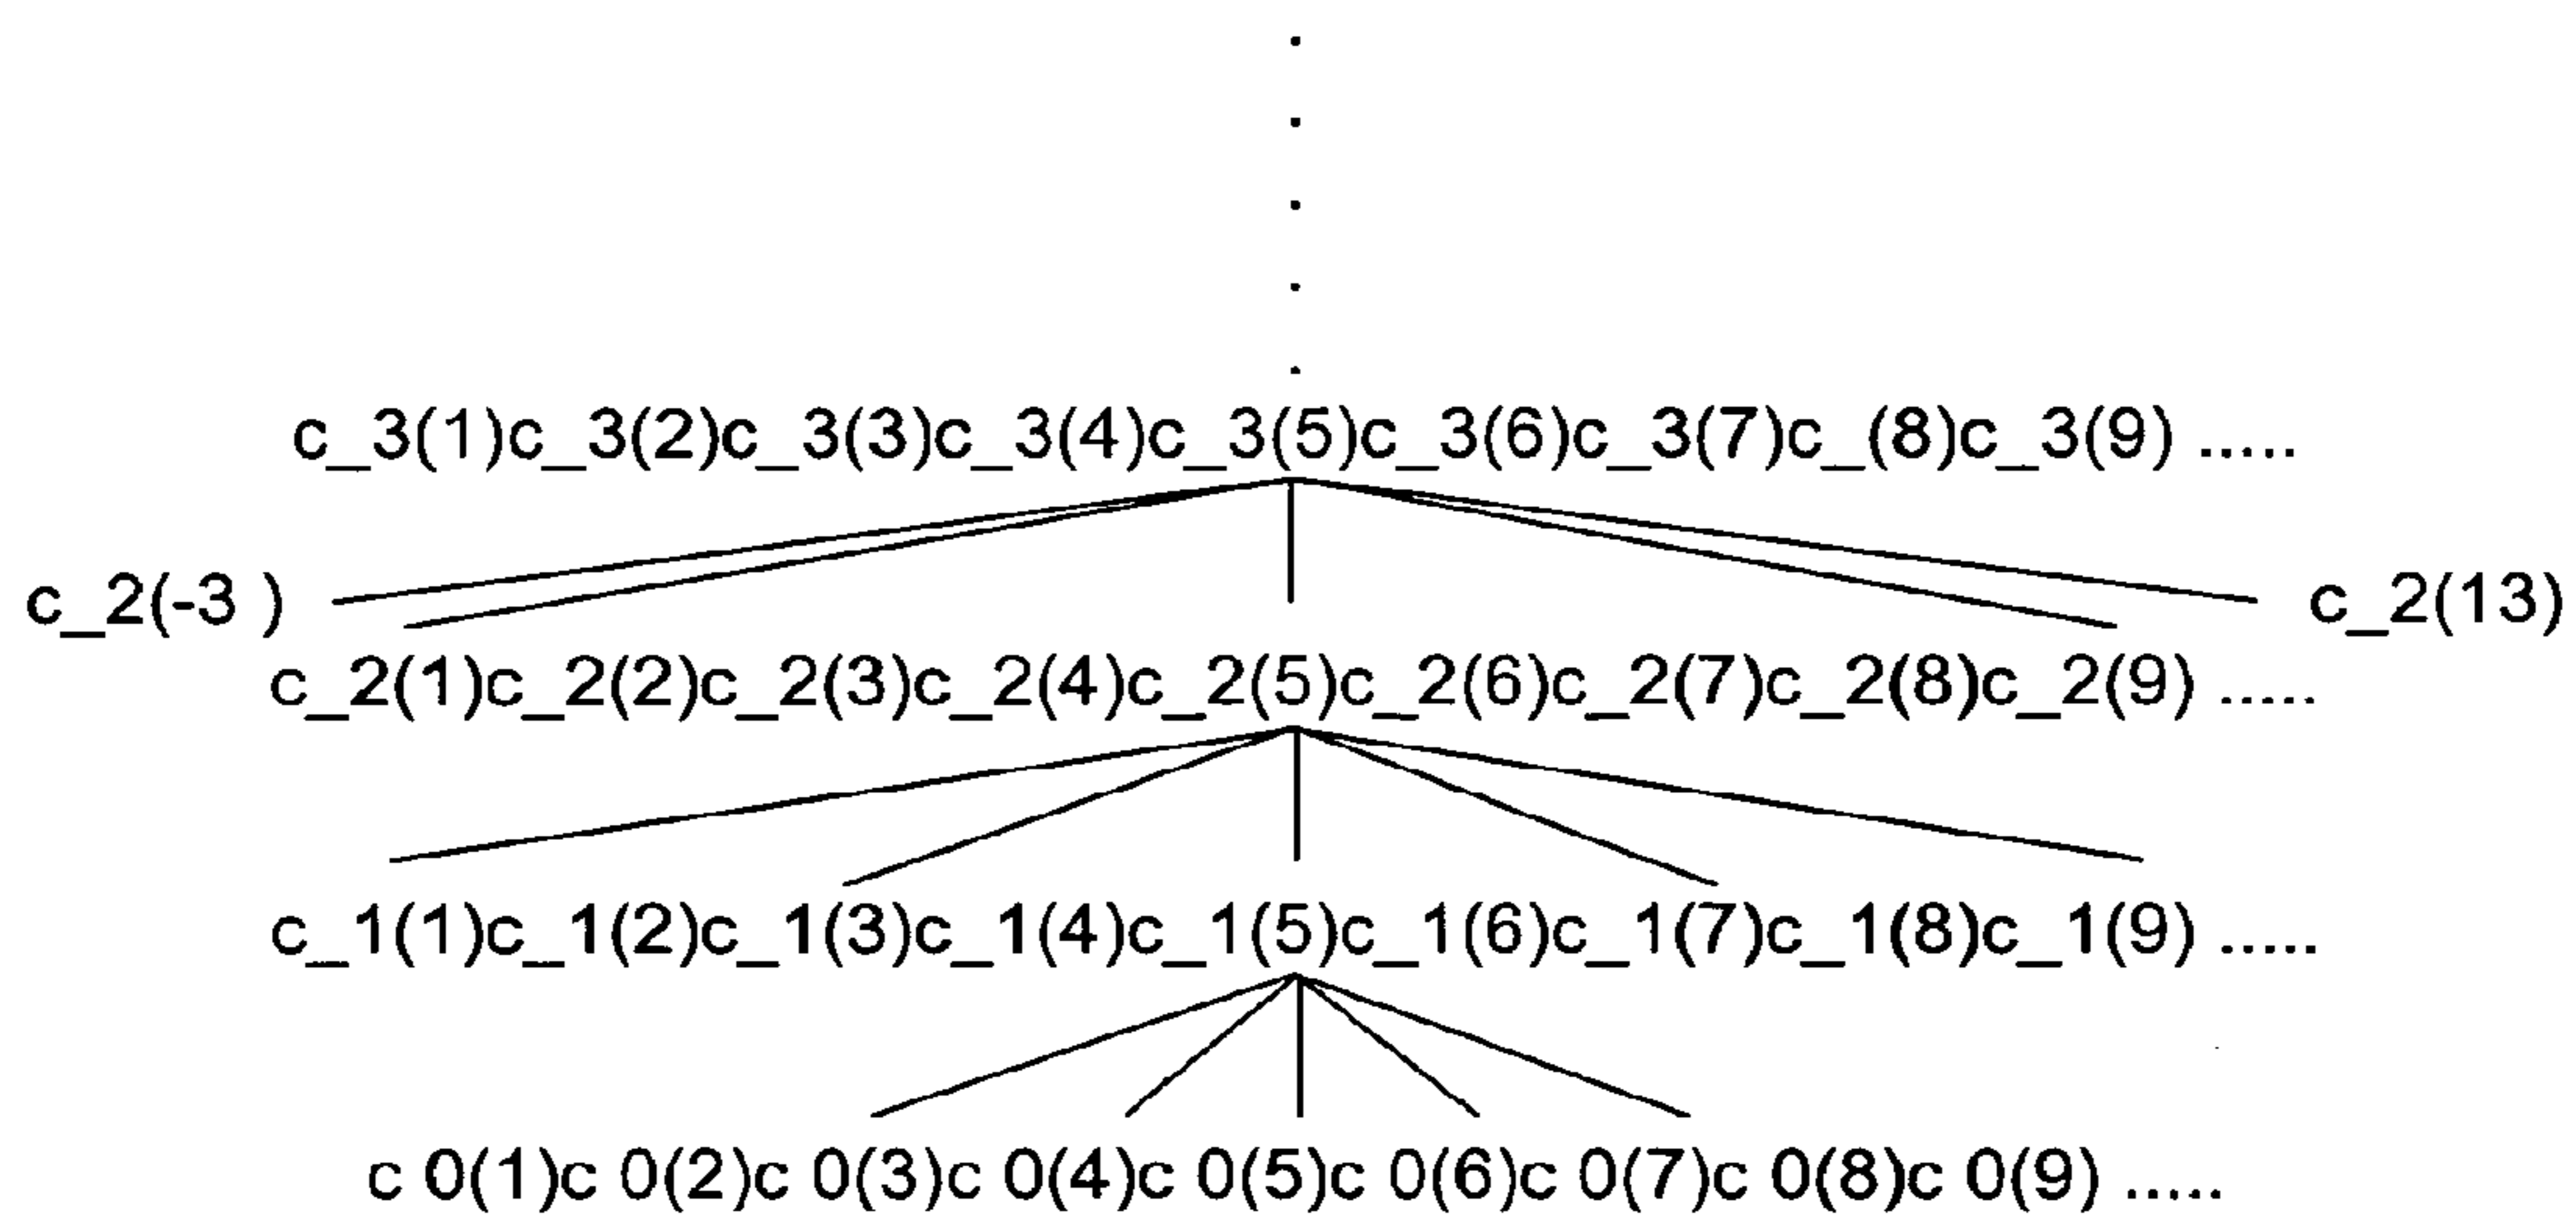 c_3(1)c_3(2)c_3(3)c_3(4)c_3(5)c_3(6)c_3(7)c_(8)c_3(9) .....
c_2(-3 ) c_2(13)
c_2(1)c_2(2)c_2(3)c_2(4)c_2(5)c_2(6)c_2(7)c_2(8)c_2(9) .....
c_1(1)c_1(2)c_1(3)c_1(4)c_1(5)c_1(6)c_1(7)c_1(8)c_1(9) .....
c 0(1)c 0(2)c 0(3)c 0(4)c 0(5)c 0(6)c 0(7)c 0(8)c 0(9) .....